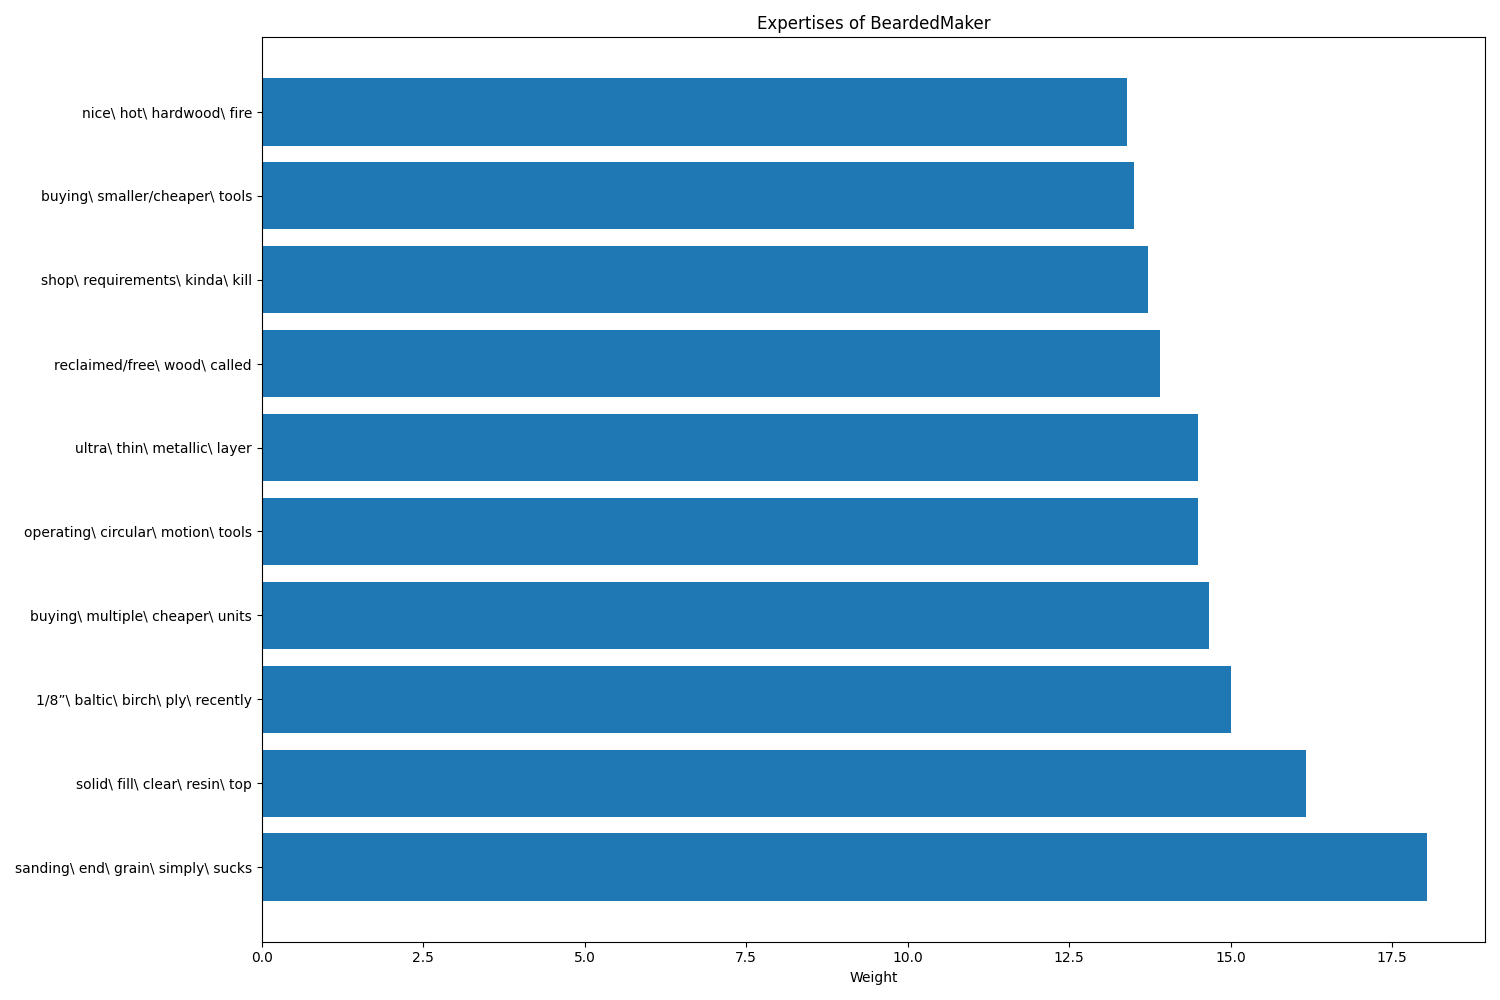 Expertises of BeardedMaker
nice\ hot\ hardwood\ fire
buying\ smaller/cheaper\ tools
shop\ requirements\ kinda\ kill
reclaimed/free\ wood\ called
ultra\ thin\ metallic\ layer
operating\ circular\ motion\ tools
buying\ multiple\ cheaper\ units
1/8”\ baltic\ birch\ ply\ recently
solid\ fill\ clear\ resin\ top
sanding\ end\ grain\ simply\ sucks
0.0 2.5 5.0 7.5 10.0 12.5 15.0 17.5
Weight